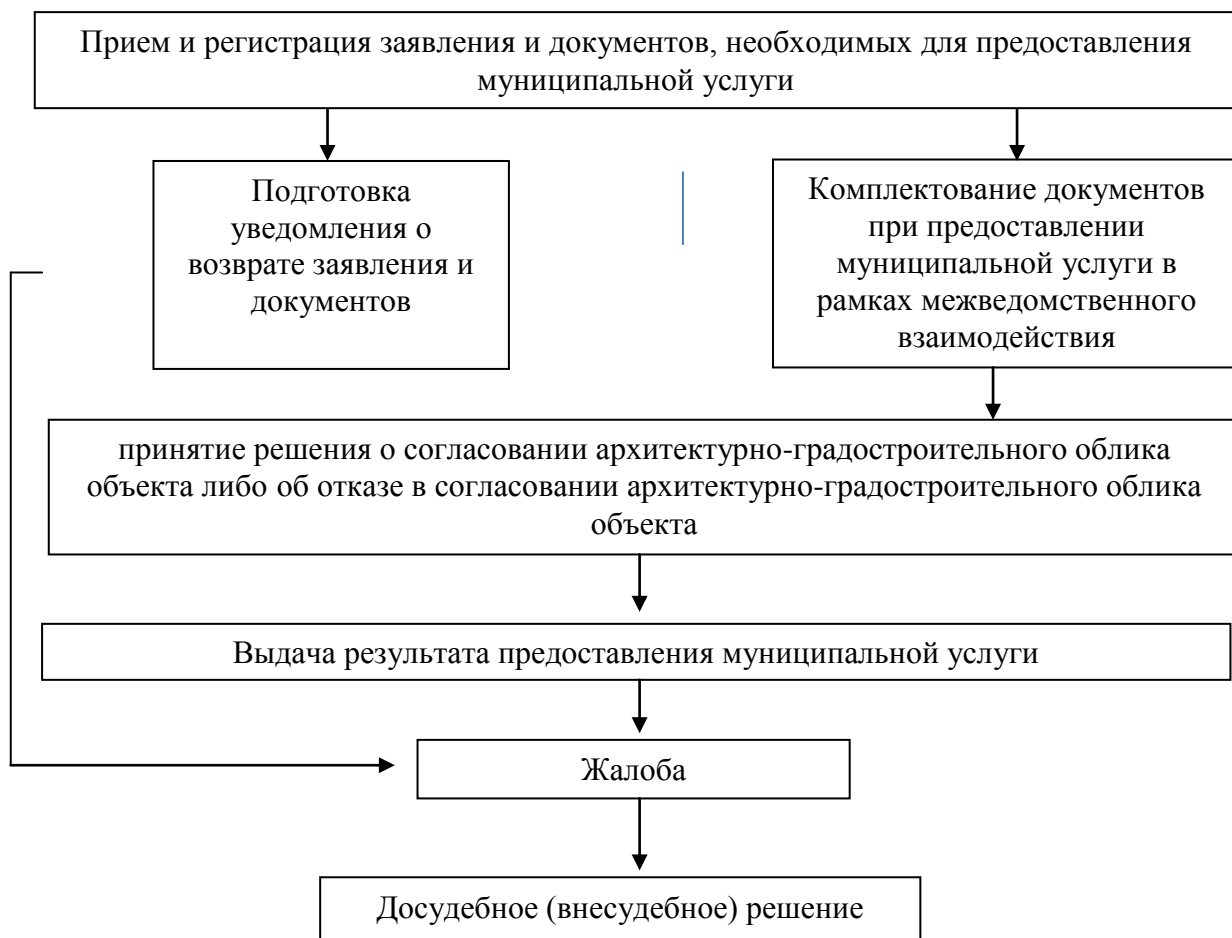 Прием и регистрация заявления и документов, необходимых для предоставления
муниципальной услуги
Подготовка
уведомления о
возврате заявления и
документов
Комплектование документов
при предоставлении
муниципальной услуги в
рамках межведомственного
взаимодействия
принятие решения о согласовании архитектурно-градостроительного облика
объекта либо об отказе в согласовании архитектурно-градостроительного облика
объекта
Выдача результата предоставления муниципальной услуги
Жалоба
Досудебное (внесудебное) решение